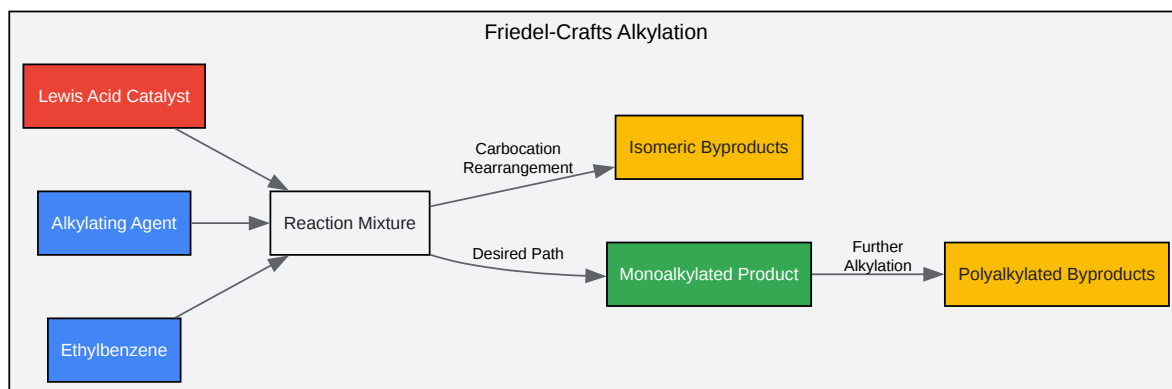 Friedel-Crafts Alkylation
Lewis Acid Catalyst
Alkylating Agent
Ethylbenzene
Reaction Mixture
Carbocation
Rearrangement
Isomeric Byproducts
Desired Path
Monoalkylated Product
Further
Alkylation
Polyalkylated Byproducts